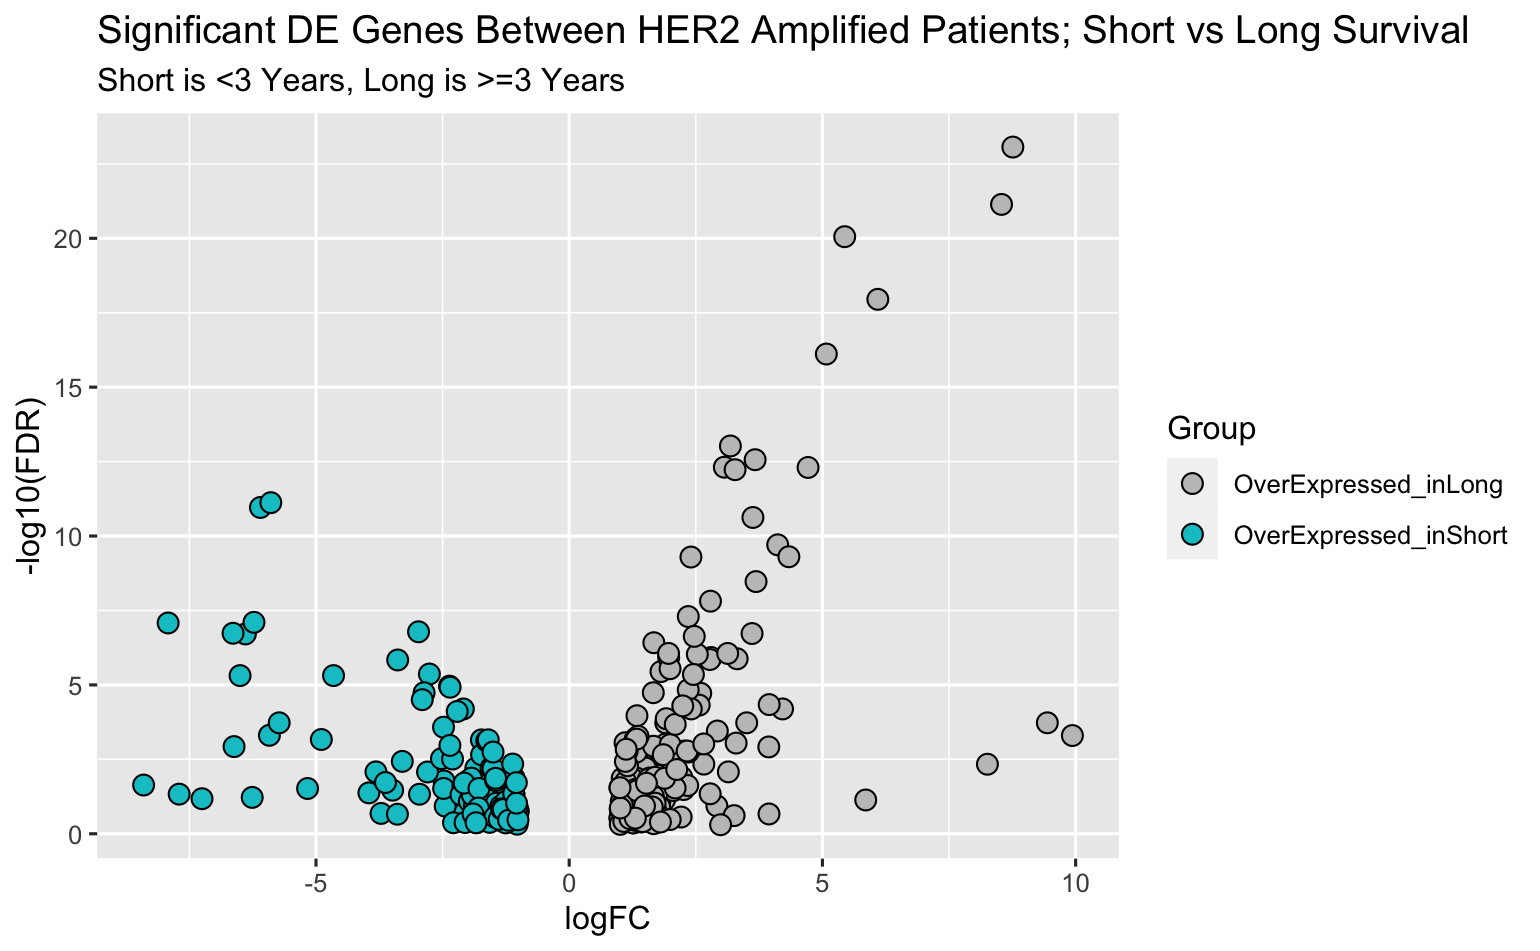 Significant DE Genes Between HER2 Amplified Patients; Short vs Long Survival
Short is <3 Years, Long is >=3 Years
-log10(FDR)
20
15
10
5
0
-5
0
5
10
logFC
Group
OverExpressed_inLong
OverExpressed_inShort